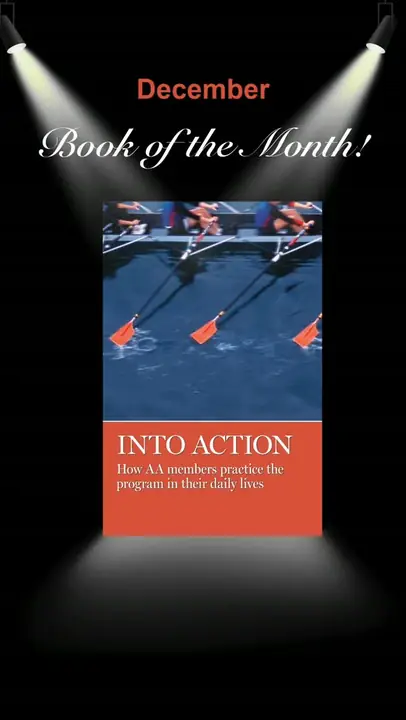 December
Book of the Month!
INTO ACTION
How AA members practice the
program in their daily lives